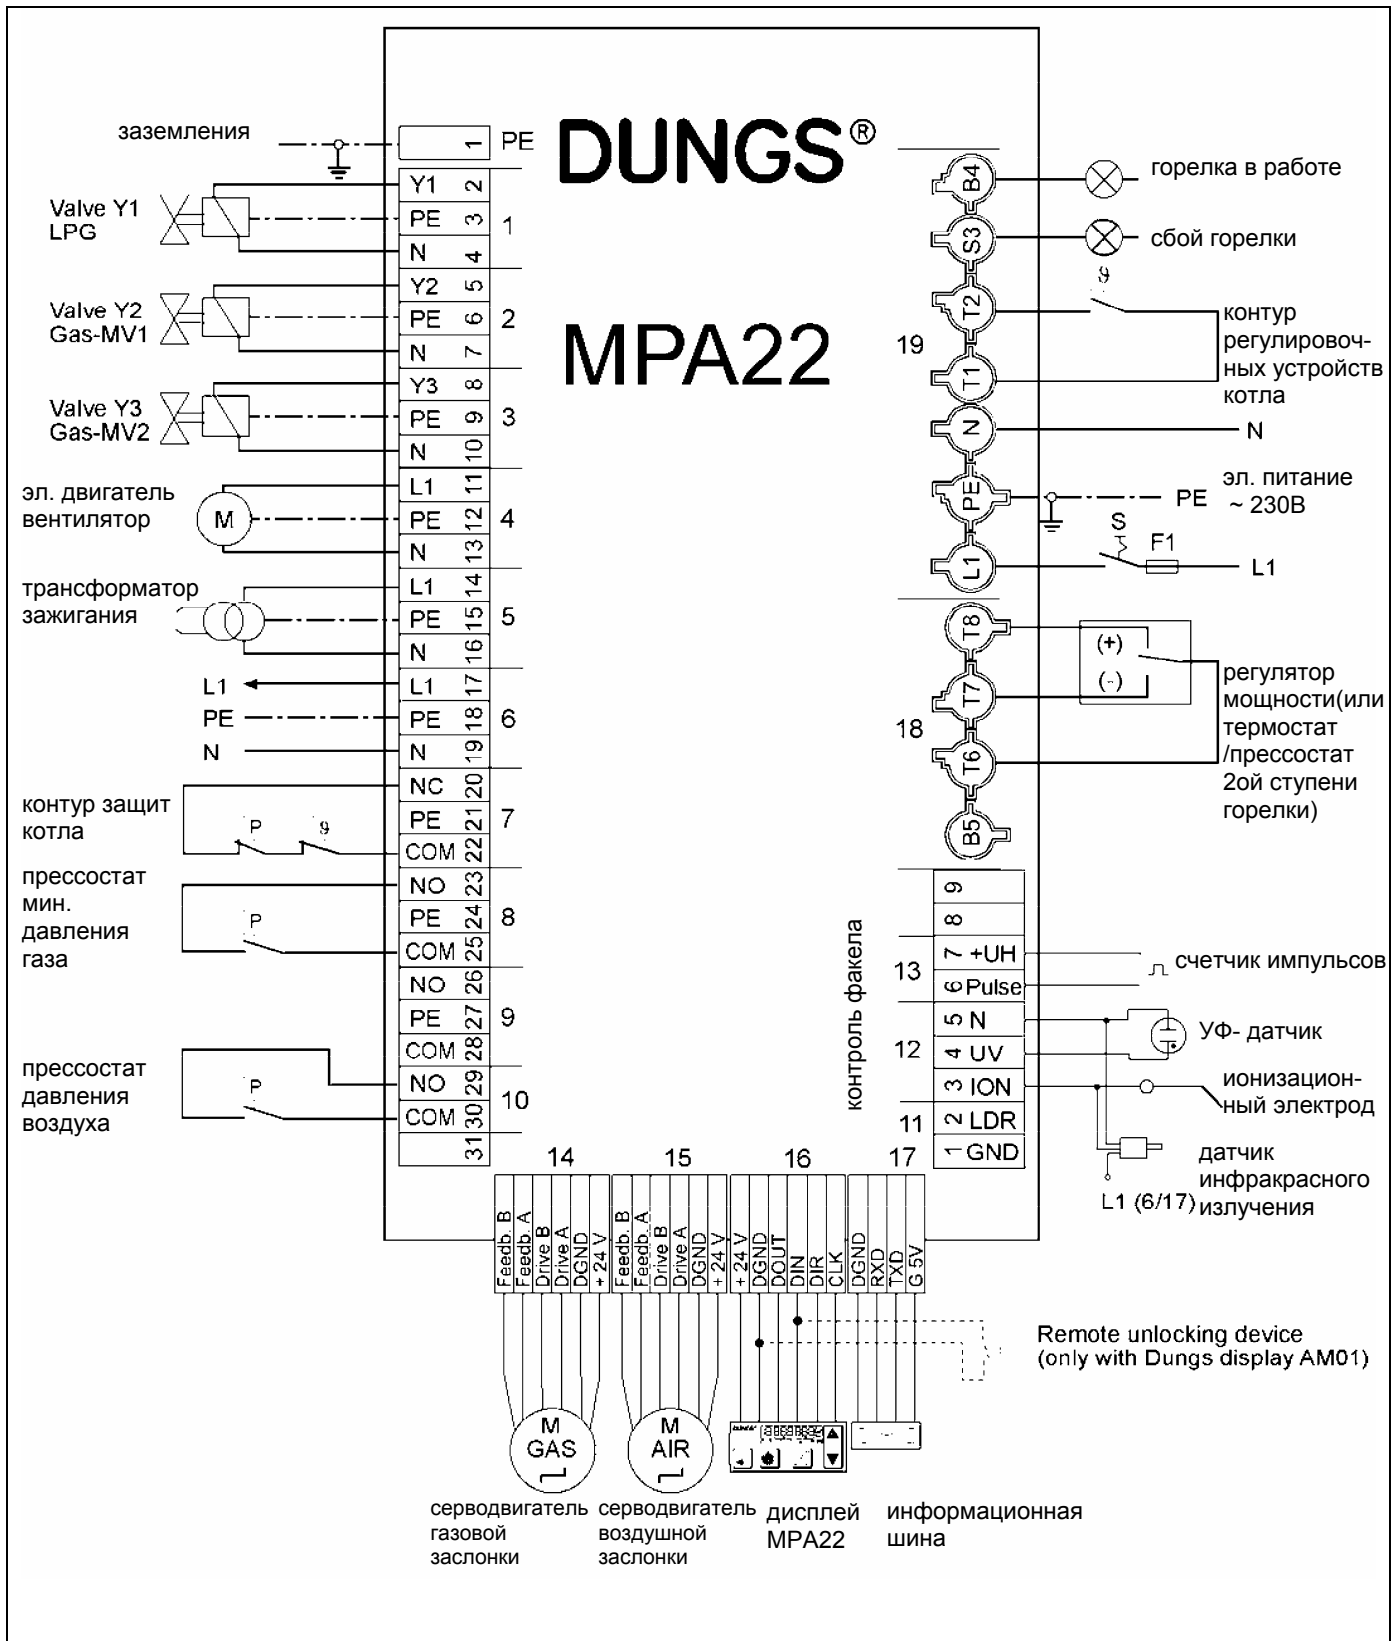 DUNGS®
MPA22
заземления
1 PE
Valve Y1
LPG
Y1 2
PE 3
N 4
1
Valve Y2
Gas-MV1
Y2 5
PE 6
N 7
2
Valve Y3
Gas-MV2
Y3 8
PE 9
N 10
3
эл. двигатель
вентилятор
M
L1 11
PE 12
N 13
4
трансформатор
зажигания
L1 14
PE 15
N 16
5
L1
PE
N
L1 17
PE 18
N 19
6
контур защит
котла
P ϑ
NC 20
PE 21
COM 22
7
прессостат
мин.
давления
газа
P
NO 23
PE 24
COM 25
8
NO 26
PE 27
COM 28
9
прессостат
давления
воздуха
P
NO 29
COM 30
10
31
B4
горелка в работе
S3
сбой горелки
T2
ϑ
T1
контур
регулировоч-
ных устройств
котла
19
N
N
PE
PE
эл. питание
~ 230В
L1
S
F1
L1
T8
(+)
(-)
T7
T6
B5
18
регулятор
мощности(или
термостат
/прессостат
2ой ступени
горелки)
контроль факела
9
8
13
7 +UH
6 Pulse
счетчик импульсов
12
5 N
4 UV
3 ION
УФ- датчик
ионизацион-
ный электрод
11
2 LDR
1 GND
L1 (6/17)
датчик
инфракрасного
излучения
14
Feedb. B
Feedb. A
Drive B
Drive A
DGND
+ 24 V
15
Feedb. B
Feedb. A
Drive B
Drive A
DGND
+ 24 V
16
+ 24 V
DGND
DOUT
DIN
DIR
CLK
17
DGND
RXD
TXD
G 5V
Remote unlocking device
(only with Dungs display AM01)
M
GAS
M
AIR
серводвигатель
газовой
заслонки
серводвигатель
воздушной
заслонки
дисплей
MPA22
информационная
шина